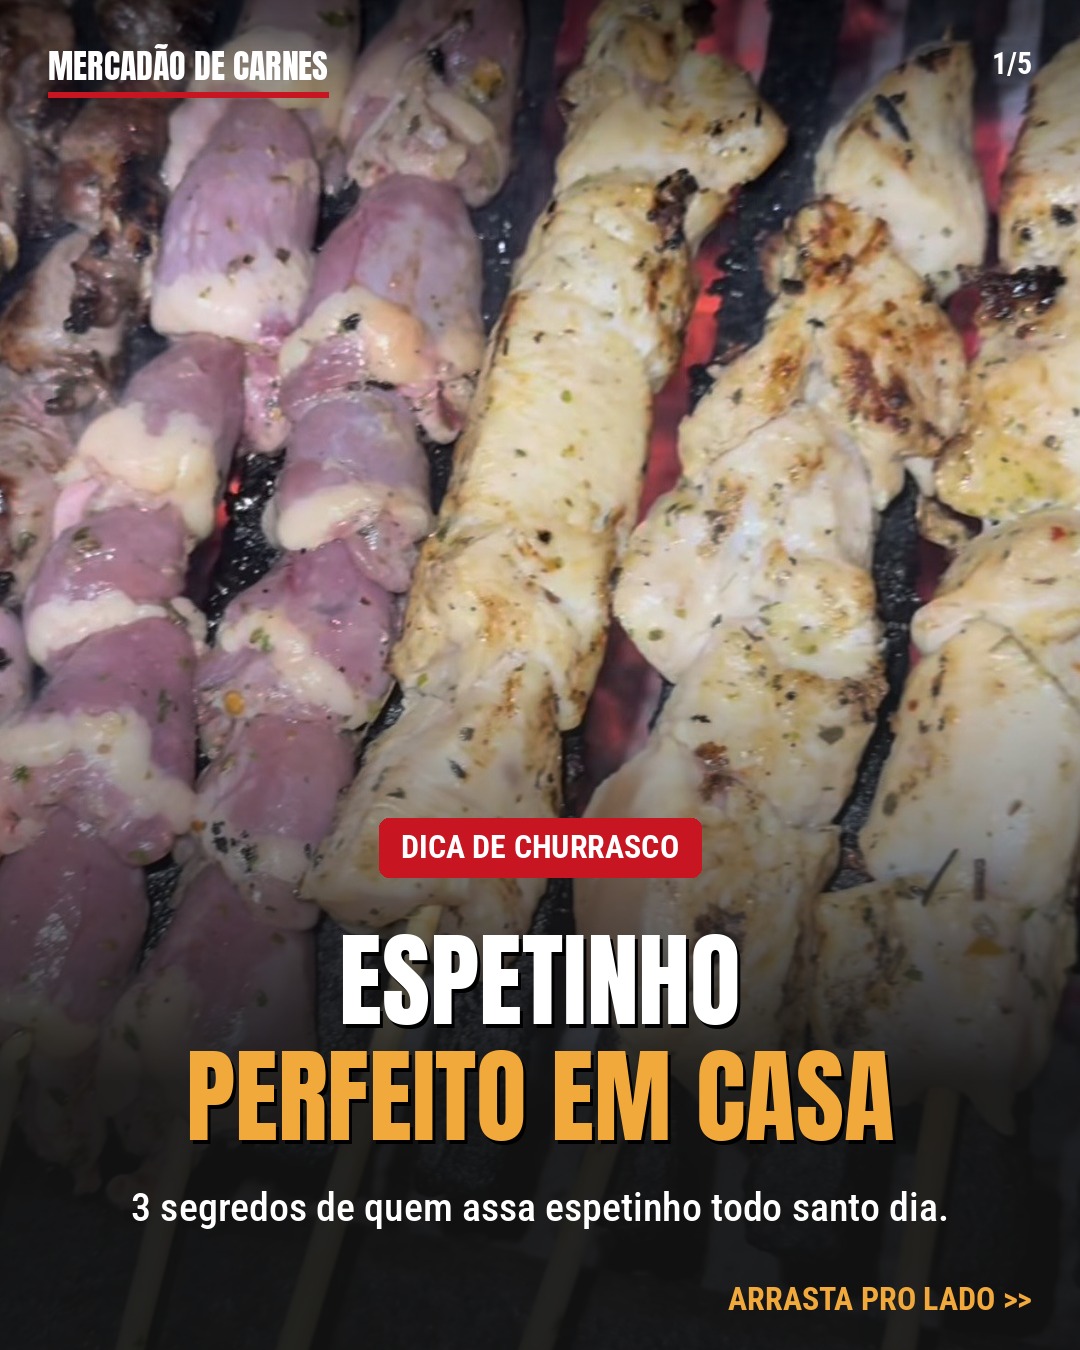 MERCADÃO DE CARNES
1/5
DICA DE CHURRASCO
ESPETINHO
PERFEITO EM CASA
3 segredos de quem assa espetinho todo santo dia.
ARRASTA PRO LADO >>